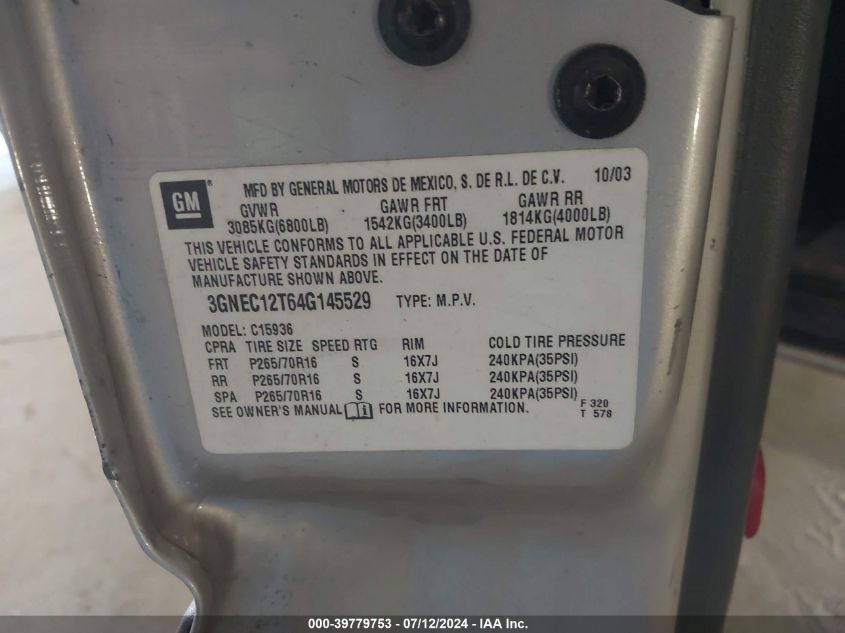 GM®
MFD BY GENERAL MOTORS DE MEXICO, S. DE R.L. DE C.V. 10/03
GVWR GAWR FRT GAWR RR
3085KG(6800LB) 1542KG(3400LB) 1814KG(4000LB)
THIS VEHICLE CONFORMS TO ALL APPLICABLE U.S. FEDERAL MOTOR
VEHICLE SAFETY STANDARDS IN EFFECT ON THE DATE OF
MANUFACTURE SHOWN ABOVE.
3GNEC12T64G145529 TYPE: M.P.V.
MODEL: C15936
CPRA TIRE SIZE SPEED RTG RIM COLD TIRE PRESSURE
FRT P265/70R16 S 16X7J 240KPA(35PSI)
RR P265/70R16 S 16X7J 240KPA(35PSI)
SPA P265/70R16 S 16X7J 240KPA(35PSI)
SEE OWNER'S MANUAL FOR MORE INFORMATION. F 320
T 578
000-39779753 - 07/12/2024 - IAA Inc.